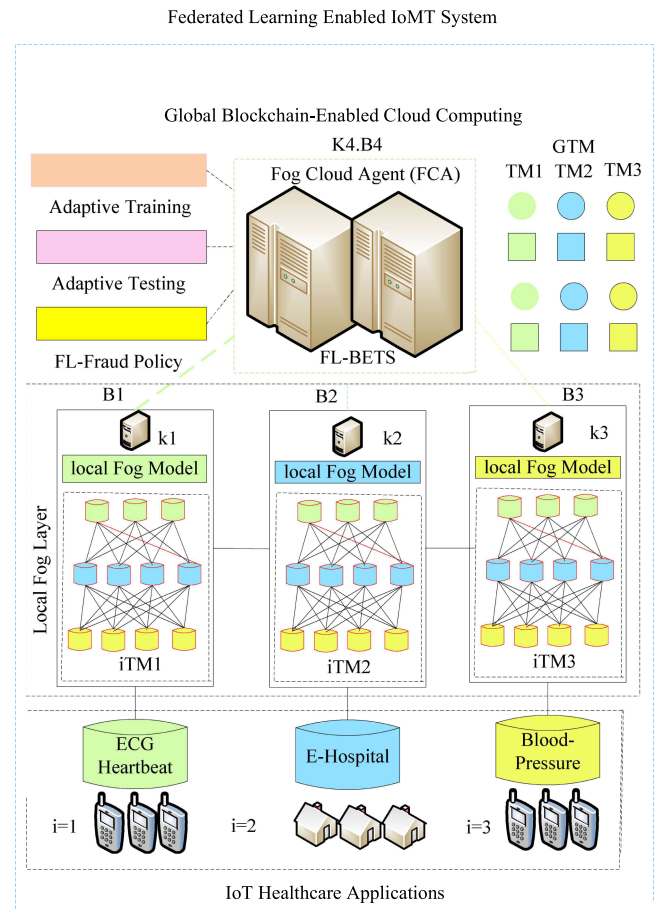 Federated Learning Enabled IoMT System
Global Blockchain-Enabled Cloud Computing
K4.B4
Fog Cloud Agent (FCA)
GTM
TM1 TM2 TM3
Adaptive Training
Adaptive Testing
FL-Fraud Policy
FL-BETS
B1
B2
B3
k1
k2
k3
local Fog Model
local Fog Model
local Fog Model
Local Fog Layer
iTM1
iTM2
iTM3
ECG
Heartbeat
E-Hospital
Blood-
Pressure
i=1
i=2
i=3
IoT Healthcare Applications